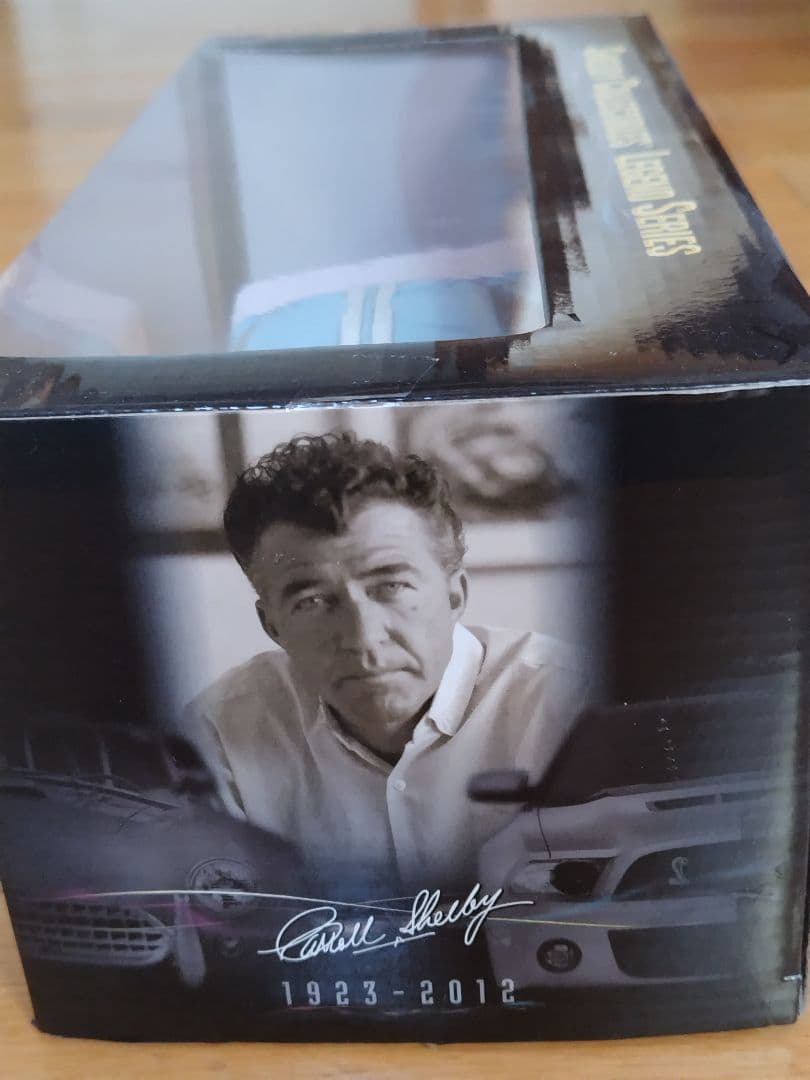 LEGEND SERIES
Carroll Shelby
1923-2012